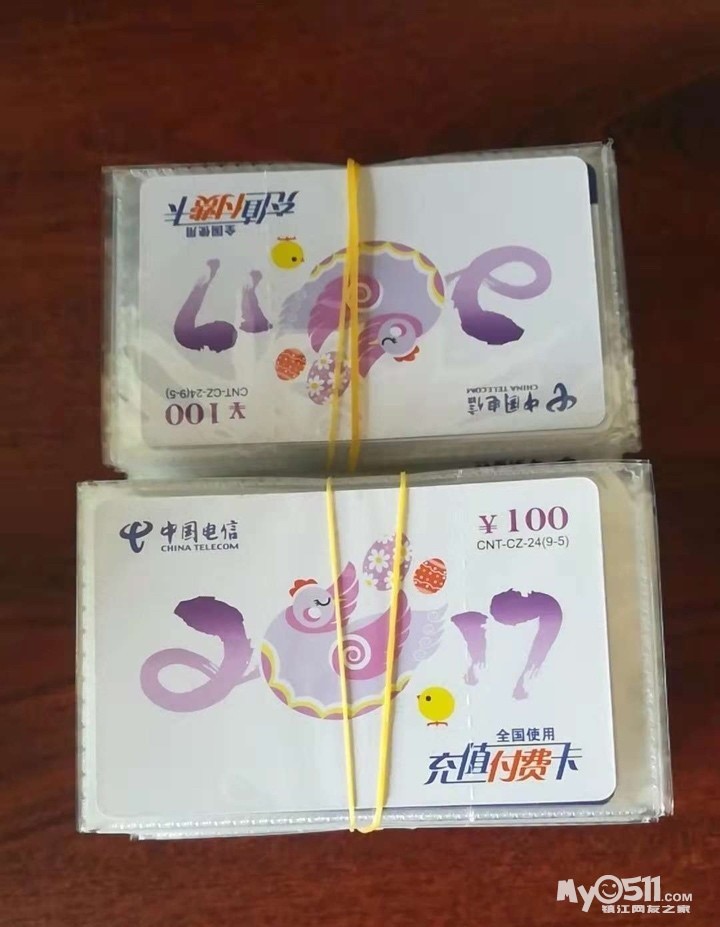 充值付费卡
全国使用
2017
CNT-CZ-24(9-5)
¥100
中国电信
CHINA TELECOM
中国电信
CHINA TELECOM
¥100
CNT-CZ-24(9-5)
2017
全国使用
充值付费卡
My0511.COM
镇江网友之家